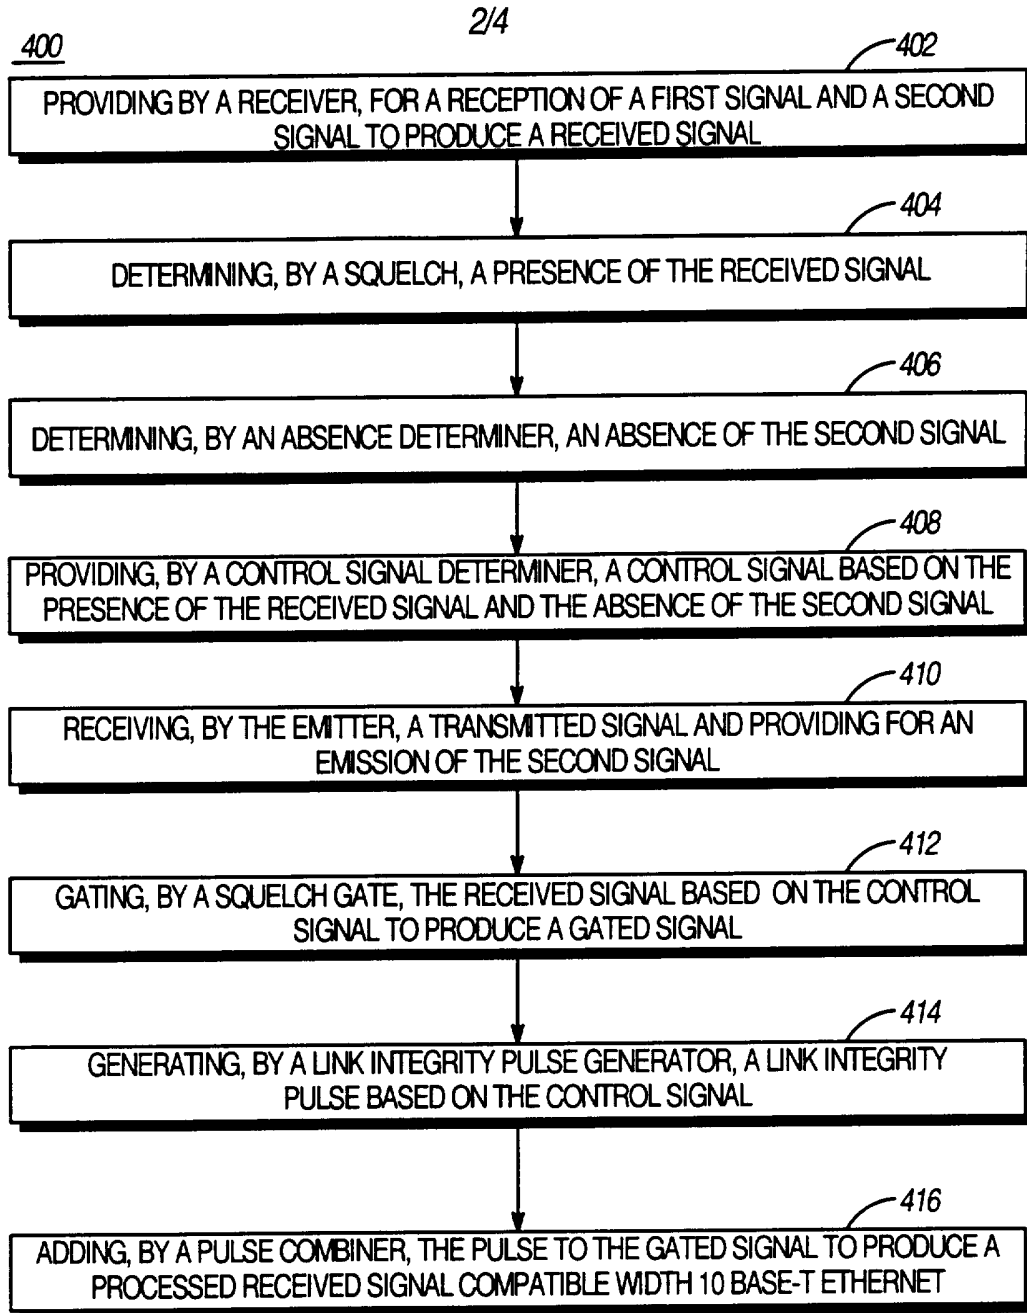 2/4
400
402
PROVIDING BY A RECEIVER, FOR A RECEPTION OF A FIRST SIGNAL AND A SECOND
SIGNAL TO PRODUCE A RECEIVED SIGNAL
404
DETERMINING, BY A SQUELCH, A PRESENCE OF THE RECEIVED SIGNAL
406
DETERMINING, BY AN ABSENCE DETERMINER, AN ABSENCE OF THE SECOND SIGNAL
408
PROVIDING, BY A CONTROL SIGNAL DETERMINER, A CONTROL SIGNAL BASED ON THE
PRESENCE OF THE RECEIVED SIGNAL AND THE ABSENCE OF THE SECOND SIGNAL
410
RECEIVING, BY THE EMITTER, A TRANSMITTED SIGNAL AND PROVIDING FOR AN
EMISSION OF THE SECOND SIGNAL
412
GATING, BY A SQUELCH GATE, THE RECEIVED SIGNAL BASED ON THE CONTROL
SIGNAL TO PRODUCE A GATED SIGNAL
414
GENERATING, BY A LINK INTEGRITY PULSE GENERATOR, A LINK INTEGRITY
PULSE BASED ON THE CONTROL SIGNAL
416
ADDING, BY A PULSE COMBINER, THE PULSE TO THE GATED SIGNAL TO PRODUCE A
PROCESSED RECEIVED SIGNAL COMPATIBLE WIDTH 10 BASE-T ETHERNET